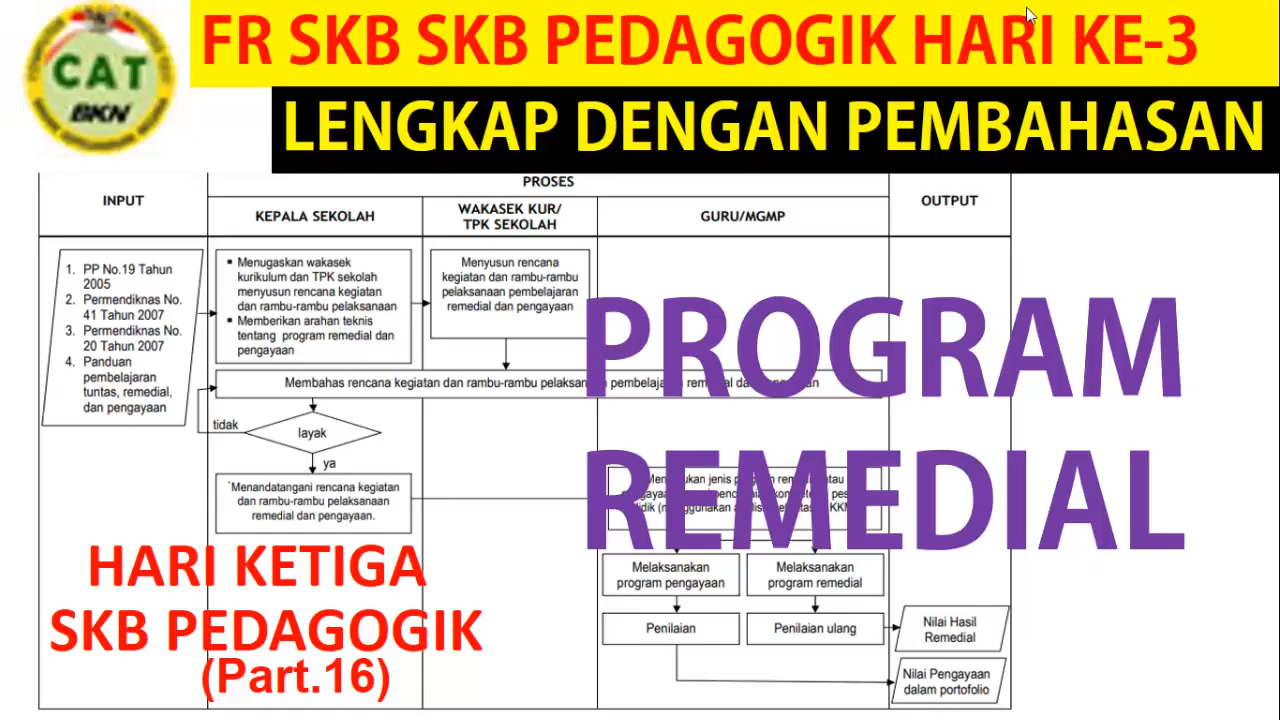 CAT
BKN
FR SKB SKB PEDAGOGIK HARI KE-3
LENGKAP DENGAN PEMBAHASAN
INPUT
PROSES
OUTPUT
KEPALA SEKOLAH
WAKASEK KUR/
TPK SEKOLAH
GURU/MGMP
1. PP No.19 Tahun
2005
2. Permendiknas No.
41 Tahun 2007
3. Permendiknas No.
20 Tahun 2007
4. Panduan
pembelajaran
tuntas, remedial,
dan pengayaan
▪ Menugaskan wakasek
kurikulum dan TPK sekolah
menyusun rencana kegiatan
dan rambu-rambu pelaksanaan
▪ Memberikan arahan teknis
tentang program remedial dan
pengayaan
Menyusun rencana
kegiatan dan rambu-rambu
pelaksanaan pembelajaran
remedial dan pengayaan
Membahas rencana kegiatan dan rambu-rambu
tidak
layak
ya
Menandatangani rencana kegiatan
dan rambu-rambu pelaksanaan
remedial dan pengayaan.
PROGRAM
REMEDIAL
Melaksanakan
program pengayaan
Melaksanakan
program remedial
Penilaian
Penilaian ulang
Nilai Hasil
Remedial
Nilai Pengayaan
dalam portofolio
HARI KETIGA
SKB PEDAGOGIK
(Part.16)